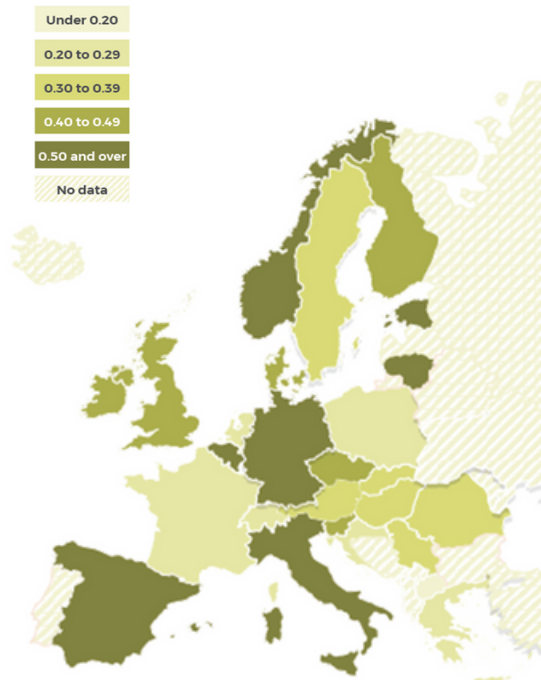 Under 0.20
0.20 to 0.29
0.30 to 0.39
0.40 to 0.49
0.50 and over
No data